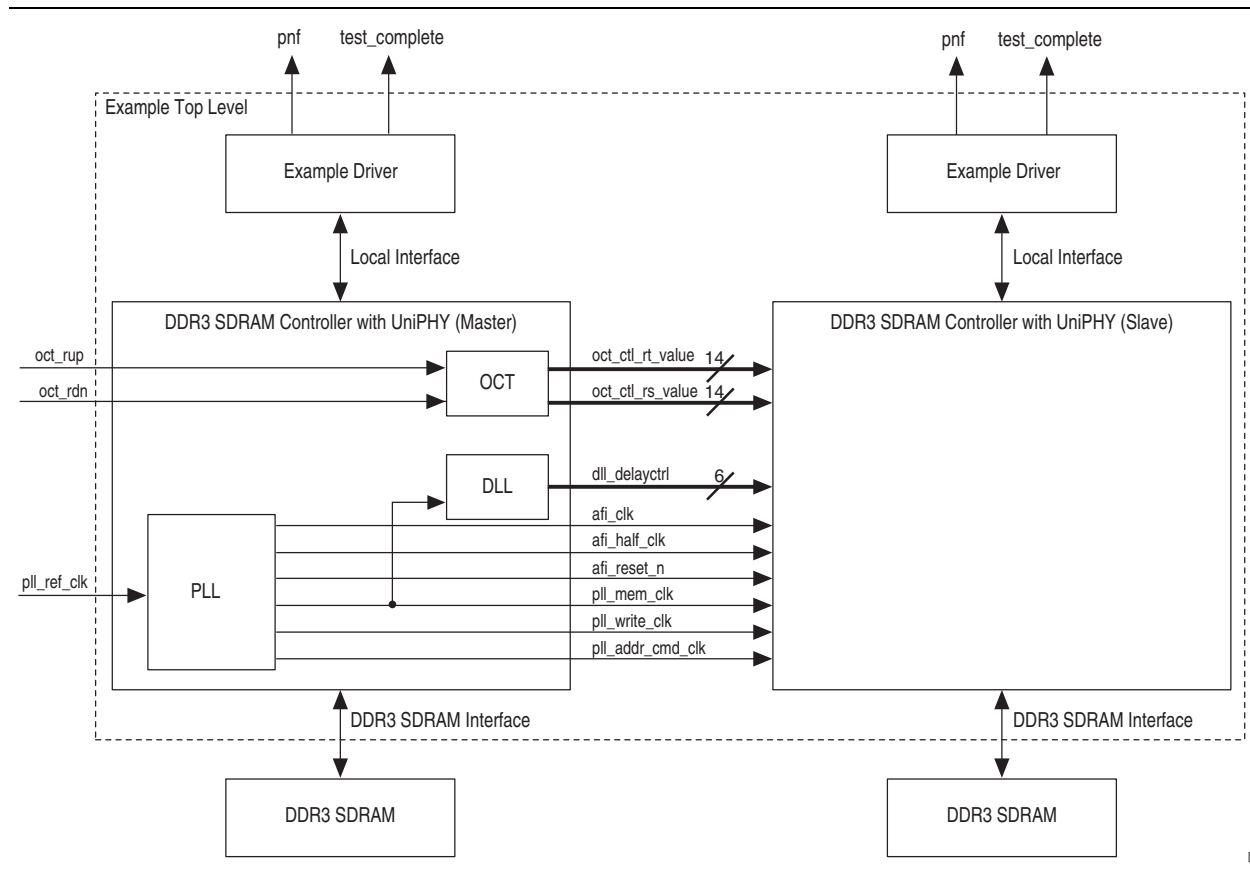 pnf test_complete pnf test_complete
Example Top Level
Example Driver Example Driver
Local Interface Local Interface
DDR3 SDRAM Controller with UniPHY (Master) DDR3 SDRAM Controller with UniPHY (Slave)
oct_rup oct_ctl_rt_value 14
OCT
oct_rdn oct_ctl_rs_value 14
DLL dll_delayctrl 6
afi_clk
afi_half_clk
afi_reset_n
pll_ref_clk PLL pll_mem_clk
pll_write_clk
pll_addr_cmd_clk
DDR3 SDRAM Interface DDR3 SDRAM Interface
DDR3 SDRAM DDR3 SDRAM